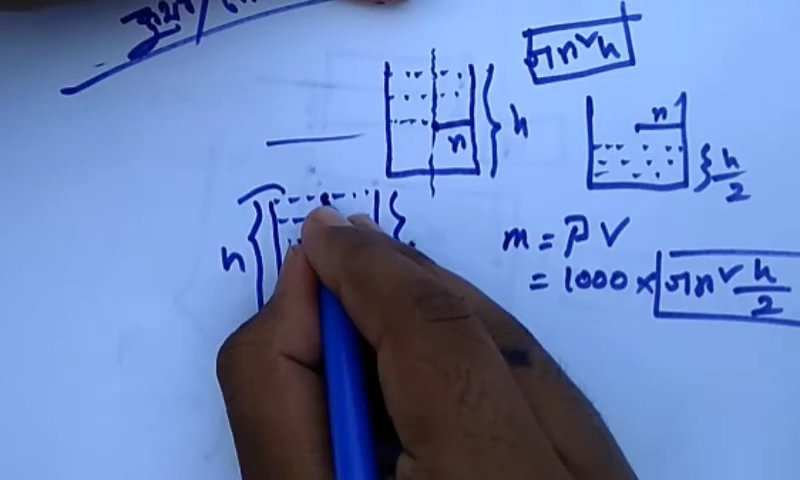 πr²h
h
r
r
h/2
h
m = ρV
= 1000 × πr² h/2